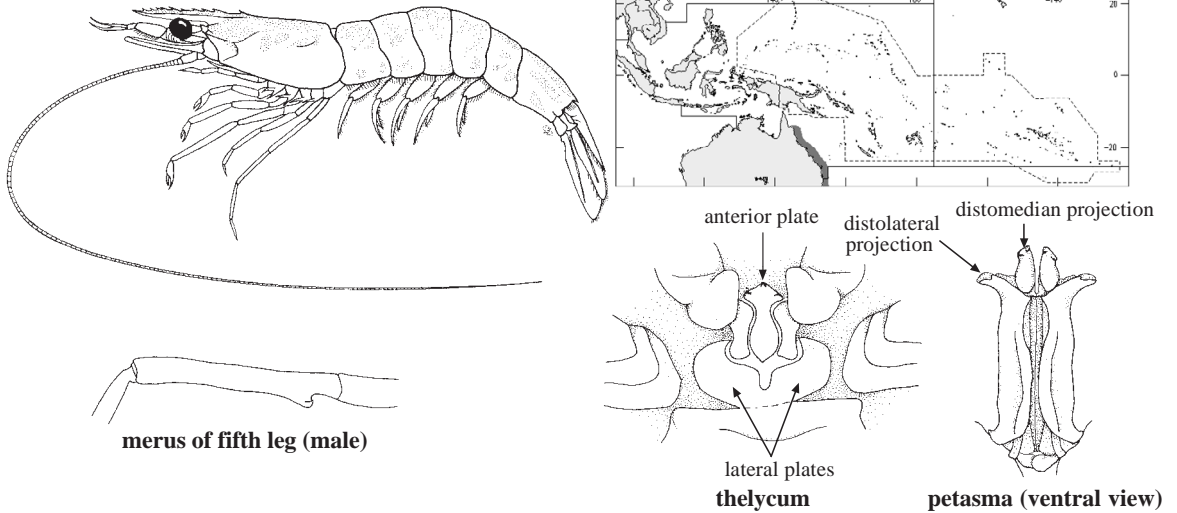 20
0
-20
anterior plate
distolateral
projection
distomedian projection
merus of fifth leg (male)
lateral plates
thelycum
petasma (ventral view)